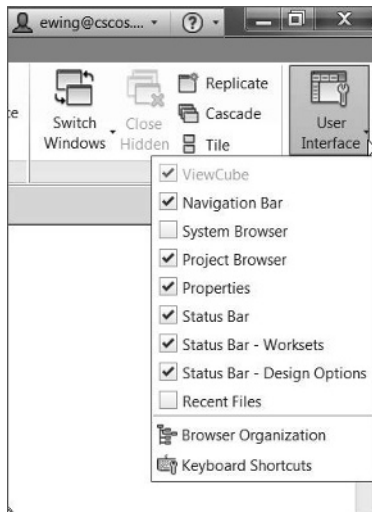 ewing@cscos....
Replicate
Cascade
Tile
Switch
Windows
Close
Hidden
User
Interface
ViewCube
Navigation Bar
System Browser
Project Browser
Properties
Status Bar
Status Bar - Worksets
Status Bar - Design Options
Recent Files
Browser Organization
Keyboard Shortcuts